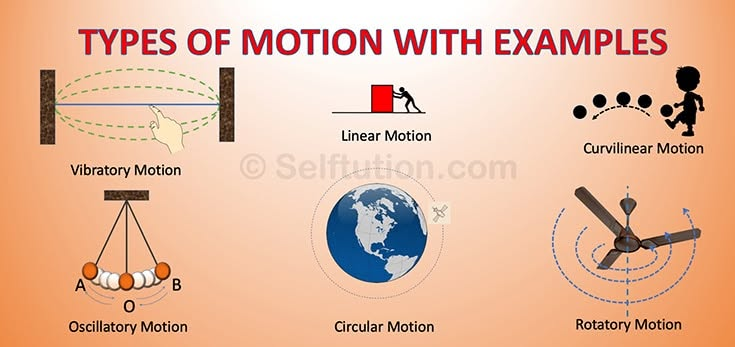 TYPES OF MOTION WITH EXAMPLES
Vibratory Motion
Linear Motion
Curvilinear Motion
© Selftution.com
A B
O
Oscillatory Motion
Circular Motion
Rotatory Motion